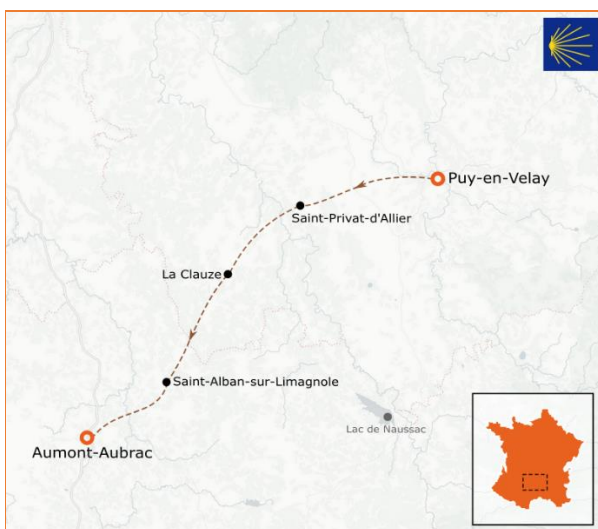 Puy-en-Velay
Saint-Privat-d'Allier
La Clauze
Saint-Alban-sur-Limagnole
Lac de Naussac
Aumont-Aubrac